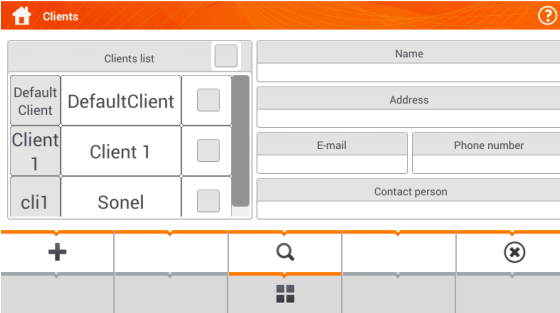 Clients
?
Clients list
Default
Client
DefaultClient
Client
1
Client 1
cli1
Sonel
Name
Address
E-mail
Phone number
Contact person